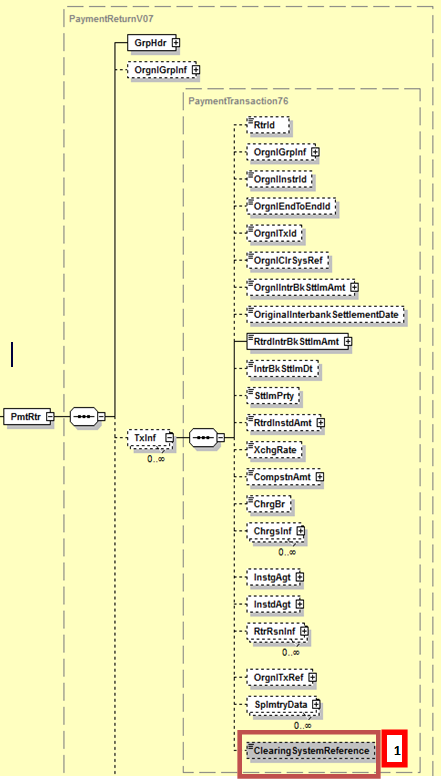 PaymentReturnV07
GrpHdr
OrgnlGrpInf
PaymentTransaction76
RtrId
OrgnlGrpInf
OrgnlInstrId
OrgnlEndToEndId
OrgnlTxId
OrgnlClrSysRef
OrgnlIntrBkSttlmAmt
OriginalInterbankSettlementDate
RtrdIntrBkSttlmAmt
IntrBkSttlmDt
SttlmPrty
PmtRtr
TxInf
0..∞
RtrdInstdAmt
XchgRate
CompstnAmt
ChrgBr
ChrgsInf
0..∞
InstgAgt
InstdAgt
RtrRsnInf
0..∞
OrgnlTxRef
SplmtryData
0..∞
ClearingSystemReference 1